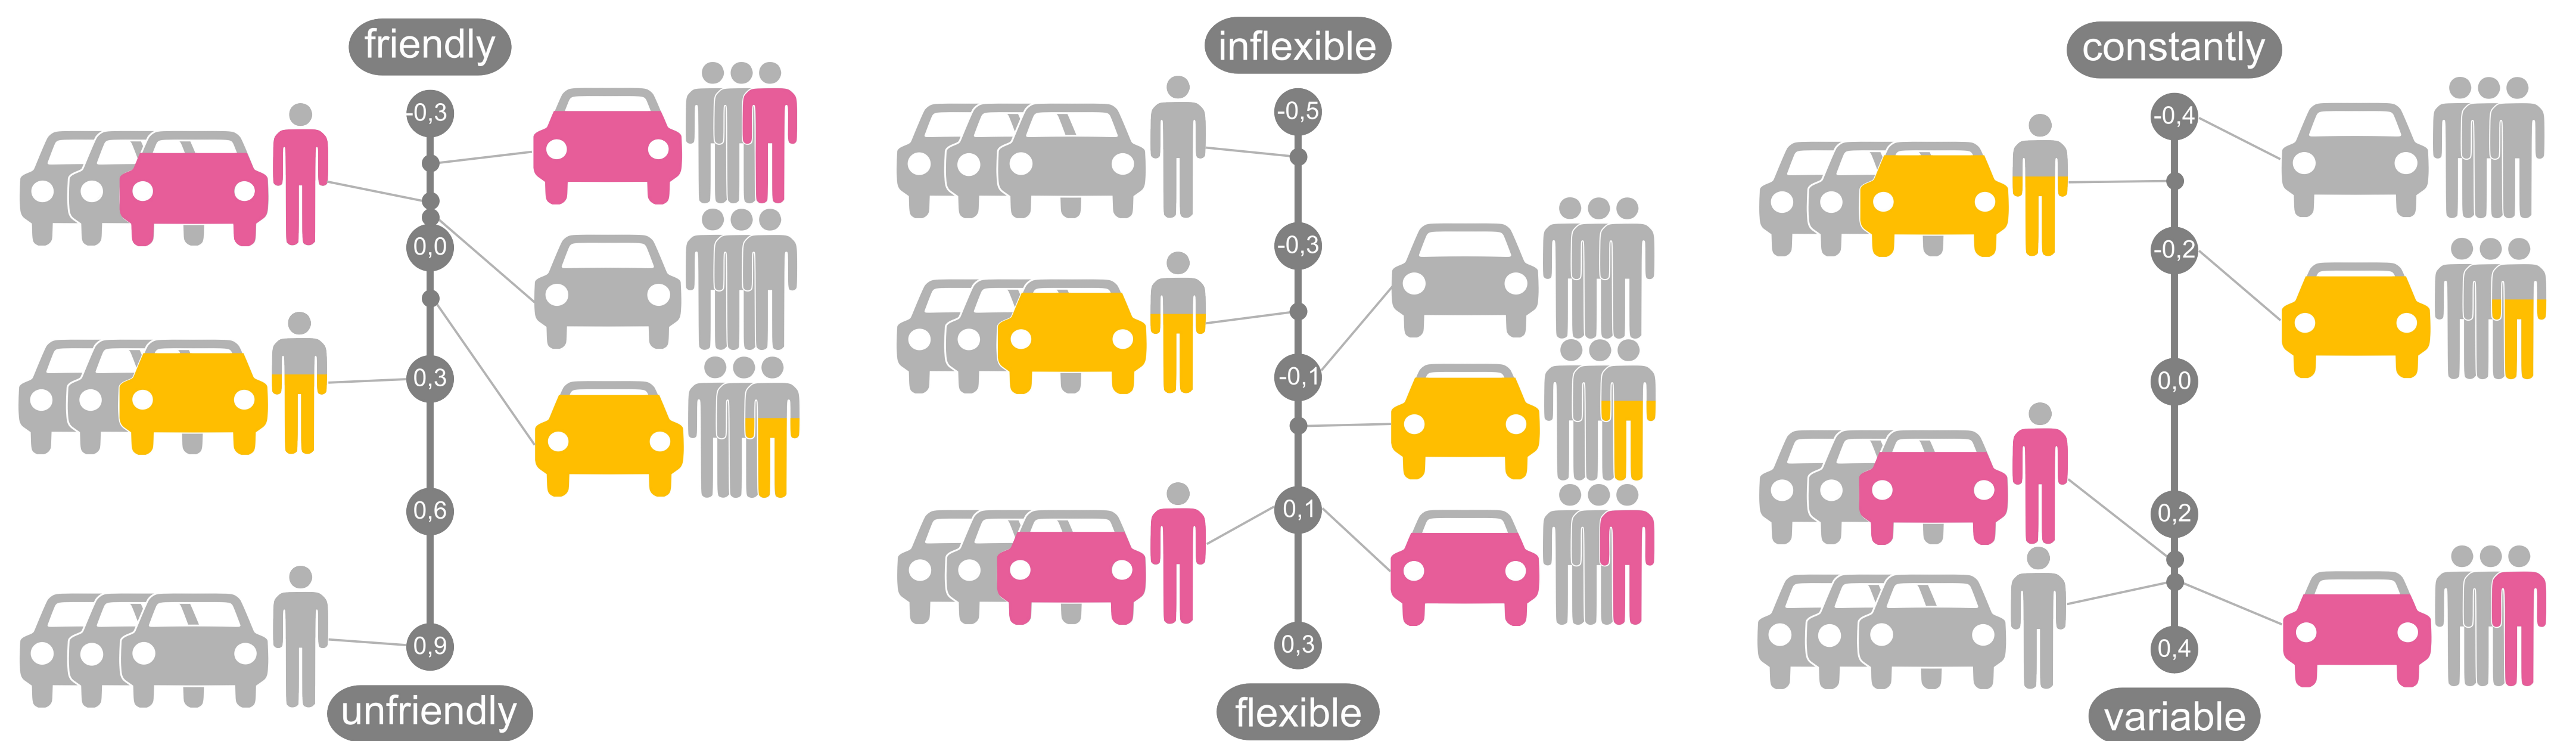 friendly
-0,3
0,0
0,3
0,6
0,9
unfriendly
inflexible
-0,5
-0,3
-0,1
0,1
0,3
flexible
constantly
-0,4
-0,2
0,0
0,2
0,4
variable